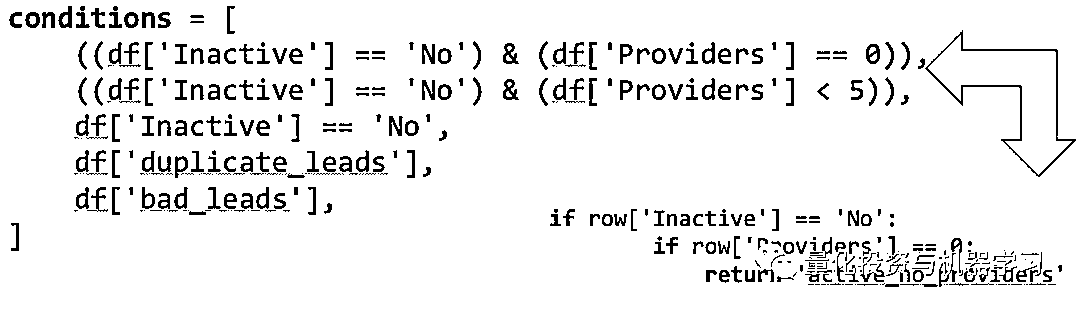 conditions = [
((df['Inactive'] == 'No') & (df['Providers'] == 0)),
((df['Inactive'] == 'No') & (df['Providers'] < 5)),
df['Inactive'] == 'No',
df['duplicate_leads'],
df['bad_leads'],
]
if row['Inactive'] == 'No':
if row['Providers'] == 0:
return 'active_no_providers'
量化投资与机器学习